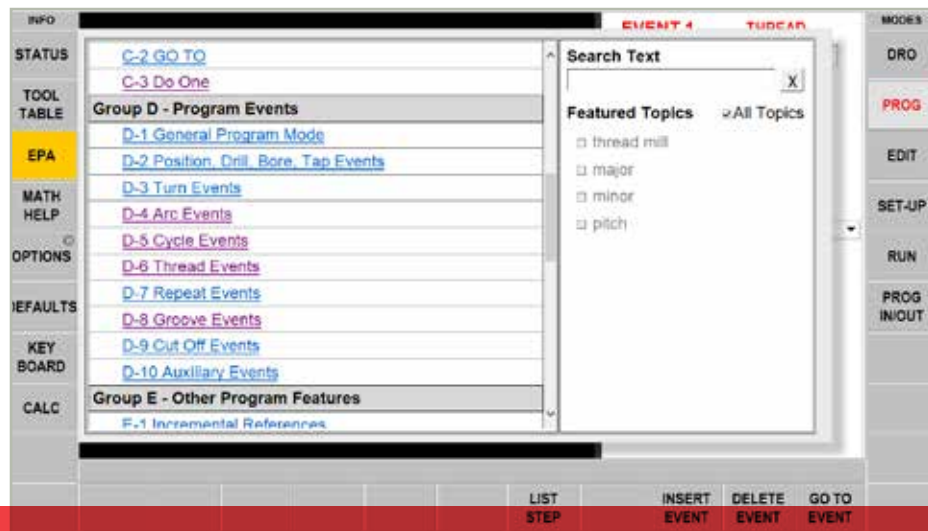 INFO
EVENT 1 THREAD
MODES
STATUS
TOOL
TABLE
EPA
MATH
HELP
OPTIONS
DEFAULTS
KEY
BOARD
CALC
C-2 GO TO
C-3 Do One
Group D - Program Events
D-1 General Program Mode
D-2 Position, Drill, Bore, Tap Events
D-3 Turn Events
D-4 Arc Events
D-5 Cycle Events
D-6 Thread Events
D-7 Repeat Events
D-8 Groove Events
D-9 Cut Off Events
D-10 Auxiliary Events
Group E - Other Program Features
E-1 Incremental References
Search Text
X
Featured Topics All Topics
thread mill
major
minor
pitch
DRO
PROG
EDIT
SET-UP
RUN
PROG
IN/OUT
LIST
STEP
INSERT
EVENT
DELETE
EVENT
GO TO
EVENT